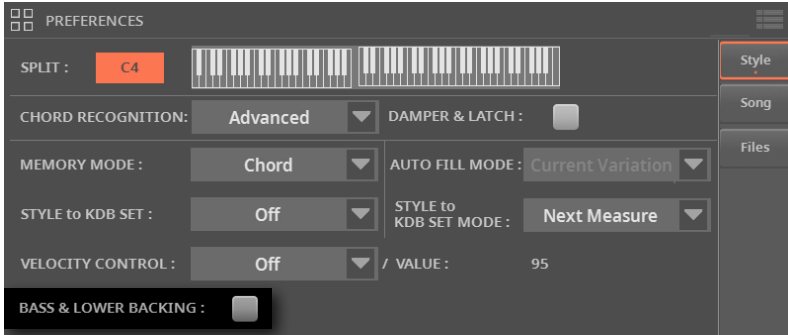 PREFERENCES
SPLIT : C4
Style
Song
CHORD RECOGNITION: Advanced DAMPER & LATCH :
Files
MEMORY MODE : Chord AUTO FILL MODE : Current Variation
STYLE to KDB SET : Off STYLE to
KDB SET MODE : Next Measure
VELOCITY CONTROL : Off / VALUE : 95
BASS & LOWER BACKING :